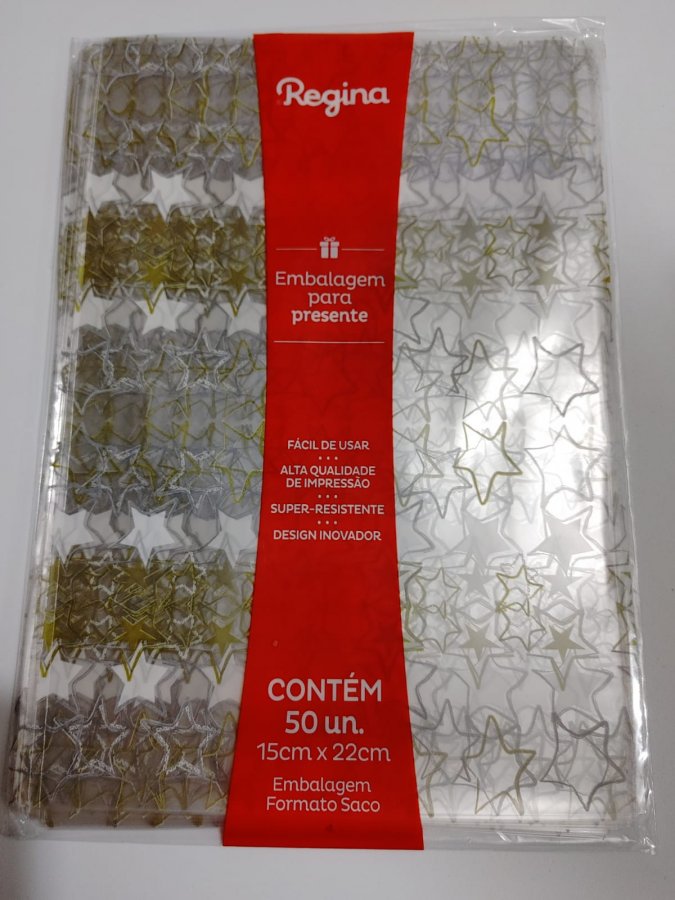 Regina
Embalagem
para
presente
FÁCIL DE USAR
ALTA QUALIDADE
DE IMPRESSÃO
SUPER-RESISTENTE
DESIGN INOVADOR
CONTÉM
50 un.
15cm x 22cm
Embalagem
Formato Saco